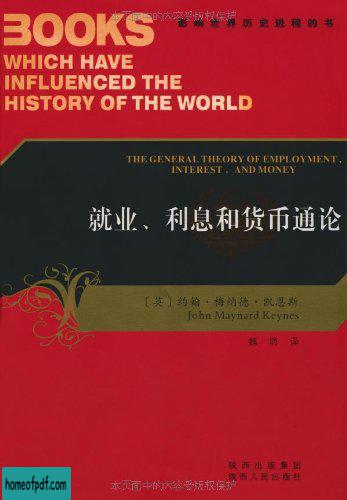 本页面中的内容受版权保护
BOOKS 影响世界历史进程的书
WHICH HAVE
INFLUENCED THE
HISTORY OF THE WORLD
THE GENERAL THEORY OF EMPLOYMENT,
INTEREST, AND MONEY
就业、利息和货币通论
〔英〕约翰·梅纳德·凯恩斯
John Maynard Keynes
魏埙 译
陕西出版集团
陕西人民出版社
homeofpdf.com
本页面中的内容受版权保护